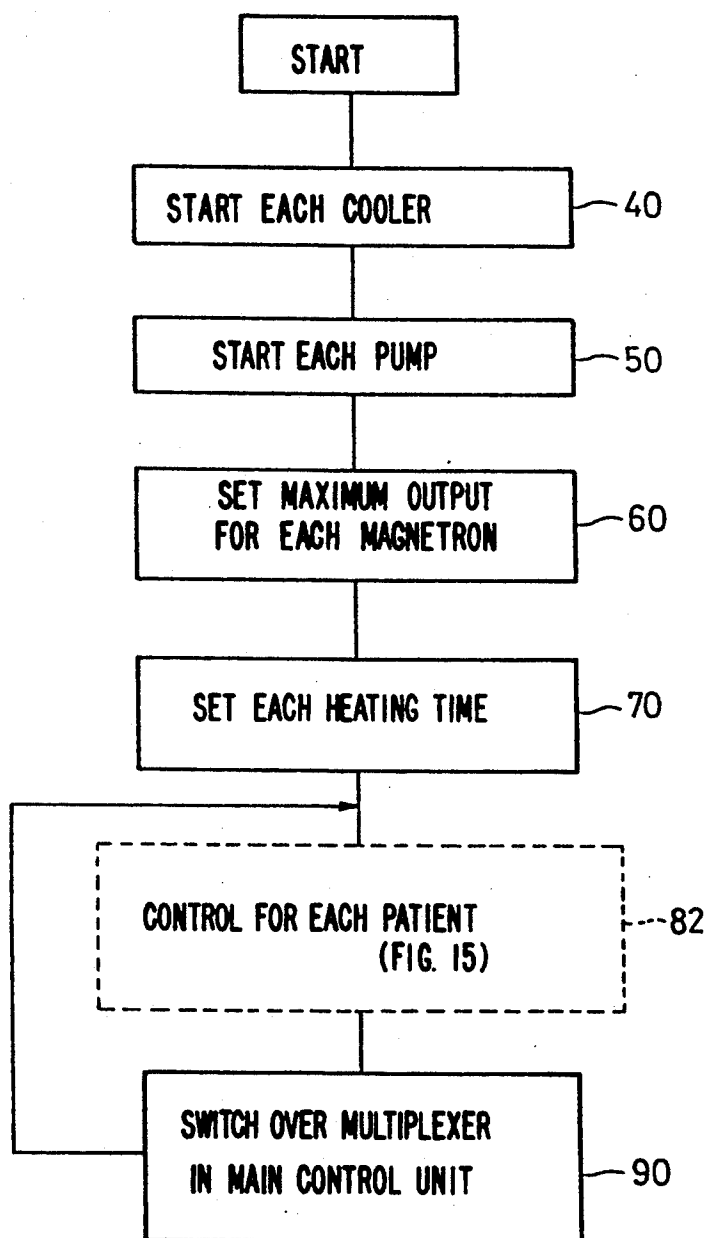 START
START EACH COOLER
40
START EACH PUMP
50
SET MAXIMUM OUTPUT
FOR EACH MAGNETRON
60
SET EACH HEATING TIME
70
CONTROL FOR EACH PATIENT
(FIG. 15)
82
SWITCH OVER MULTIPLEXER
IN MAIN CONTROL UNIT
90